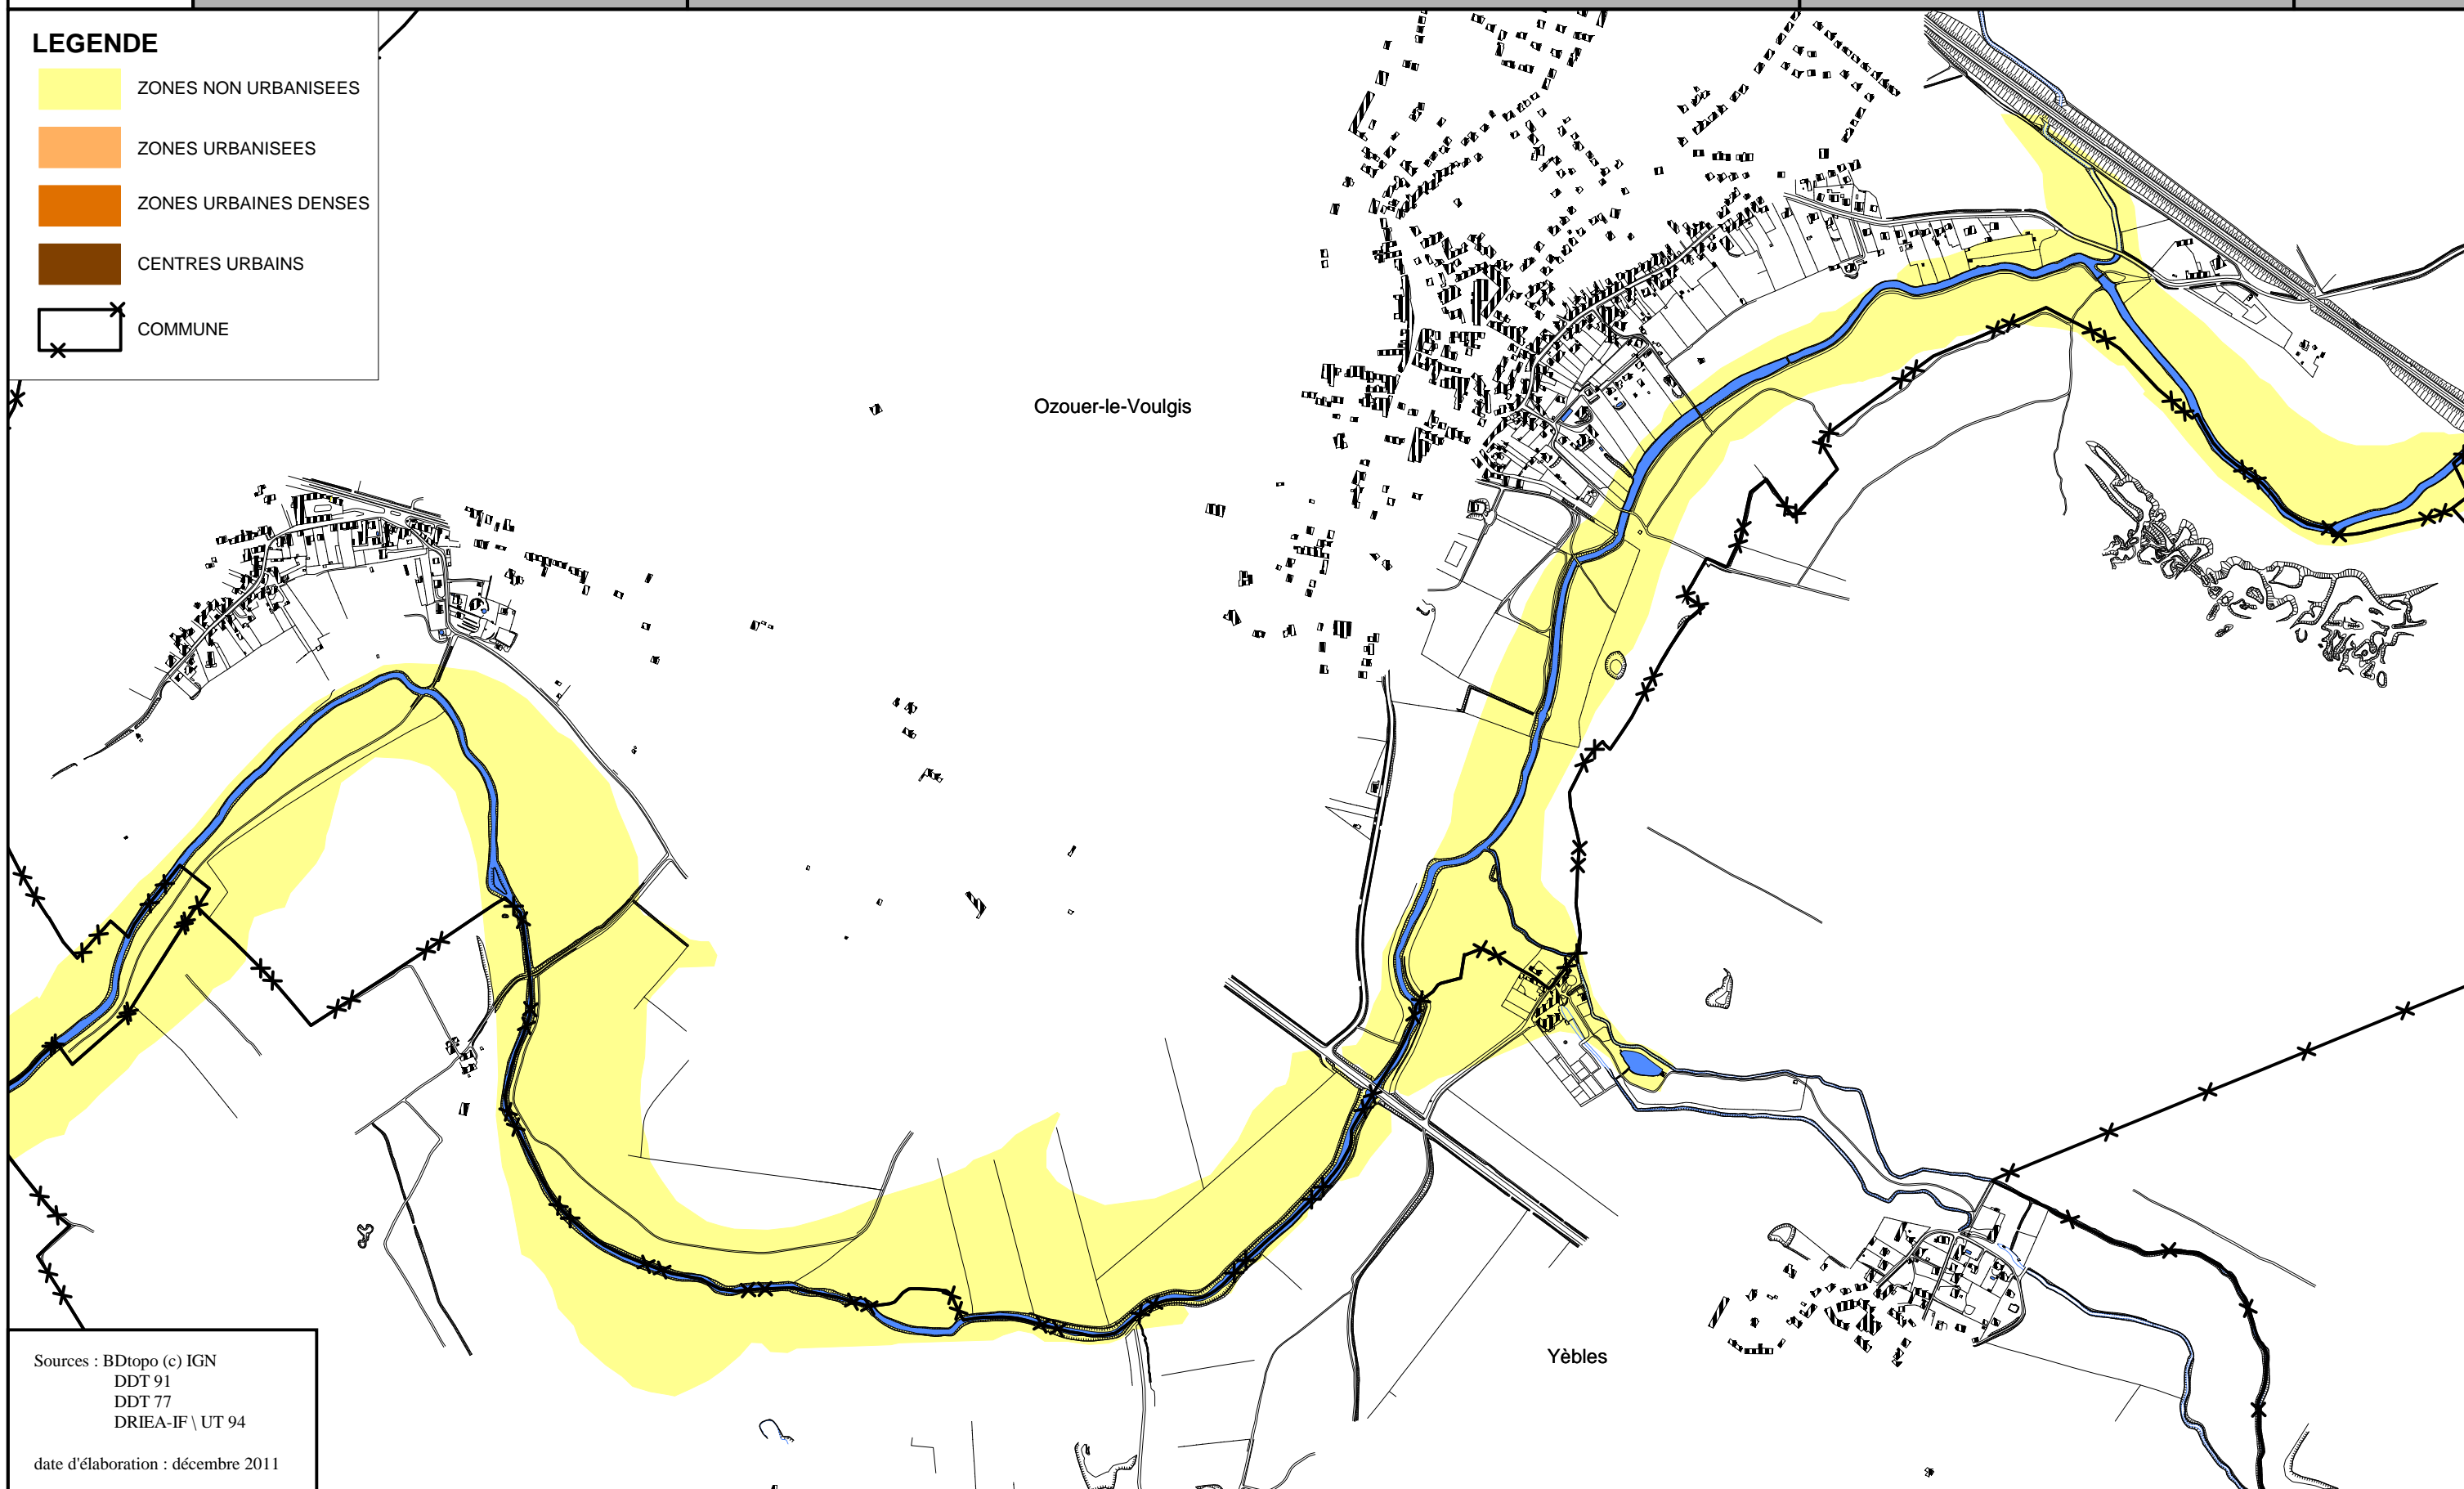 LEGENDE
ZONES NON URBANISEES
ZONES URBANISEES
ZONES URBAINES DENSES
CENTRES URBAINS
COMMUNE
Ozouer-le-Voulgis
Yèbles
Sources : BDtopo (c) IGN
DDT 91
DDT 77
DRIEA-IF \ UT 94
date d'élaboration : décembre 2011